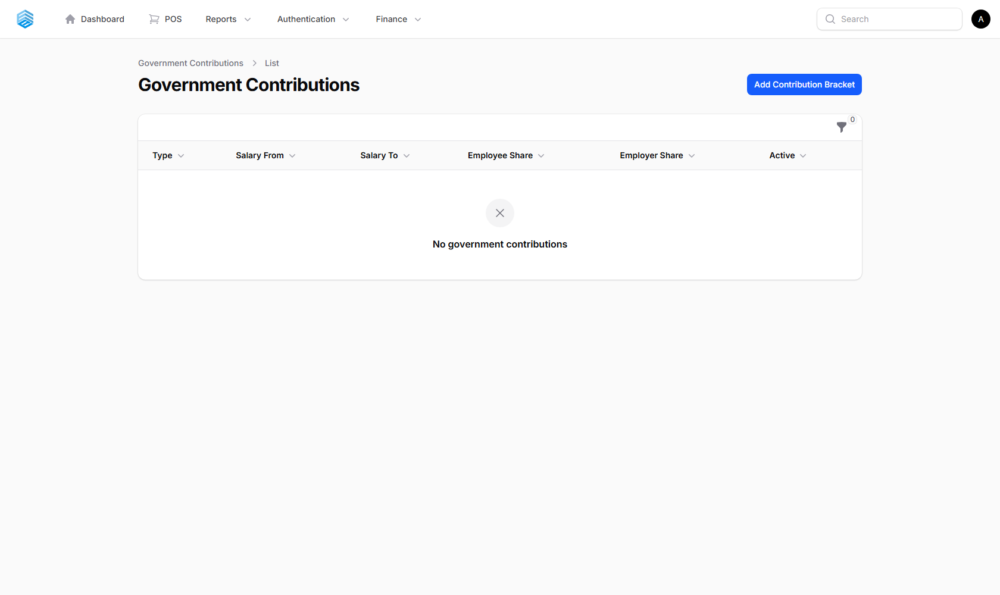 Dashboard
POS
Reports
Authentication
Finance
Search
A
Government Contributions
List
Government Contributions
Add Contribution Bracket
0
Type
Salary From
Salary To
Employee Share
Employer Share
Active
No government contributions